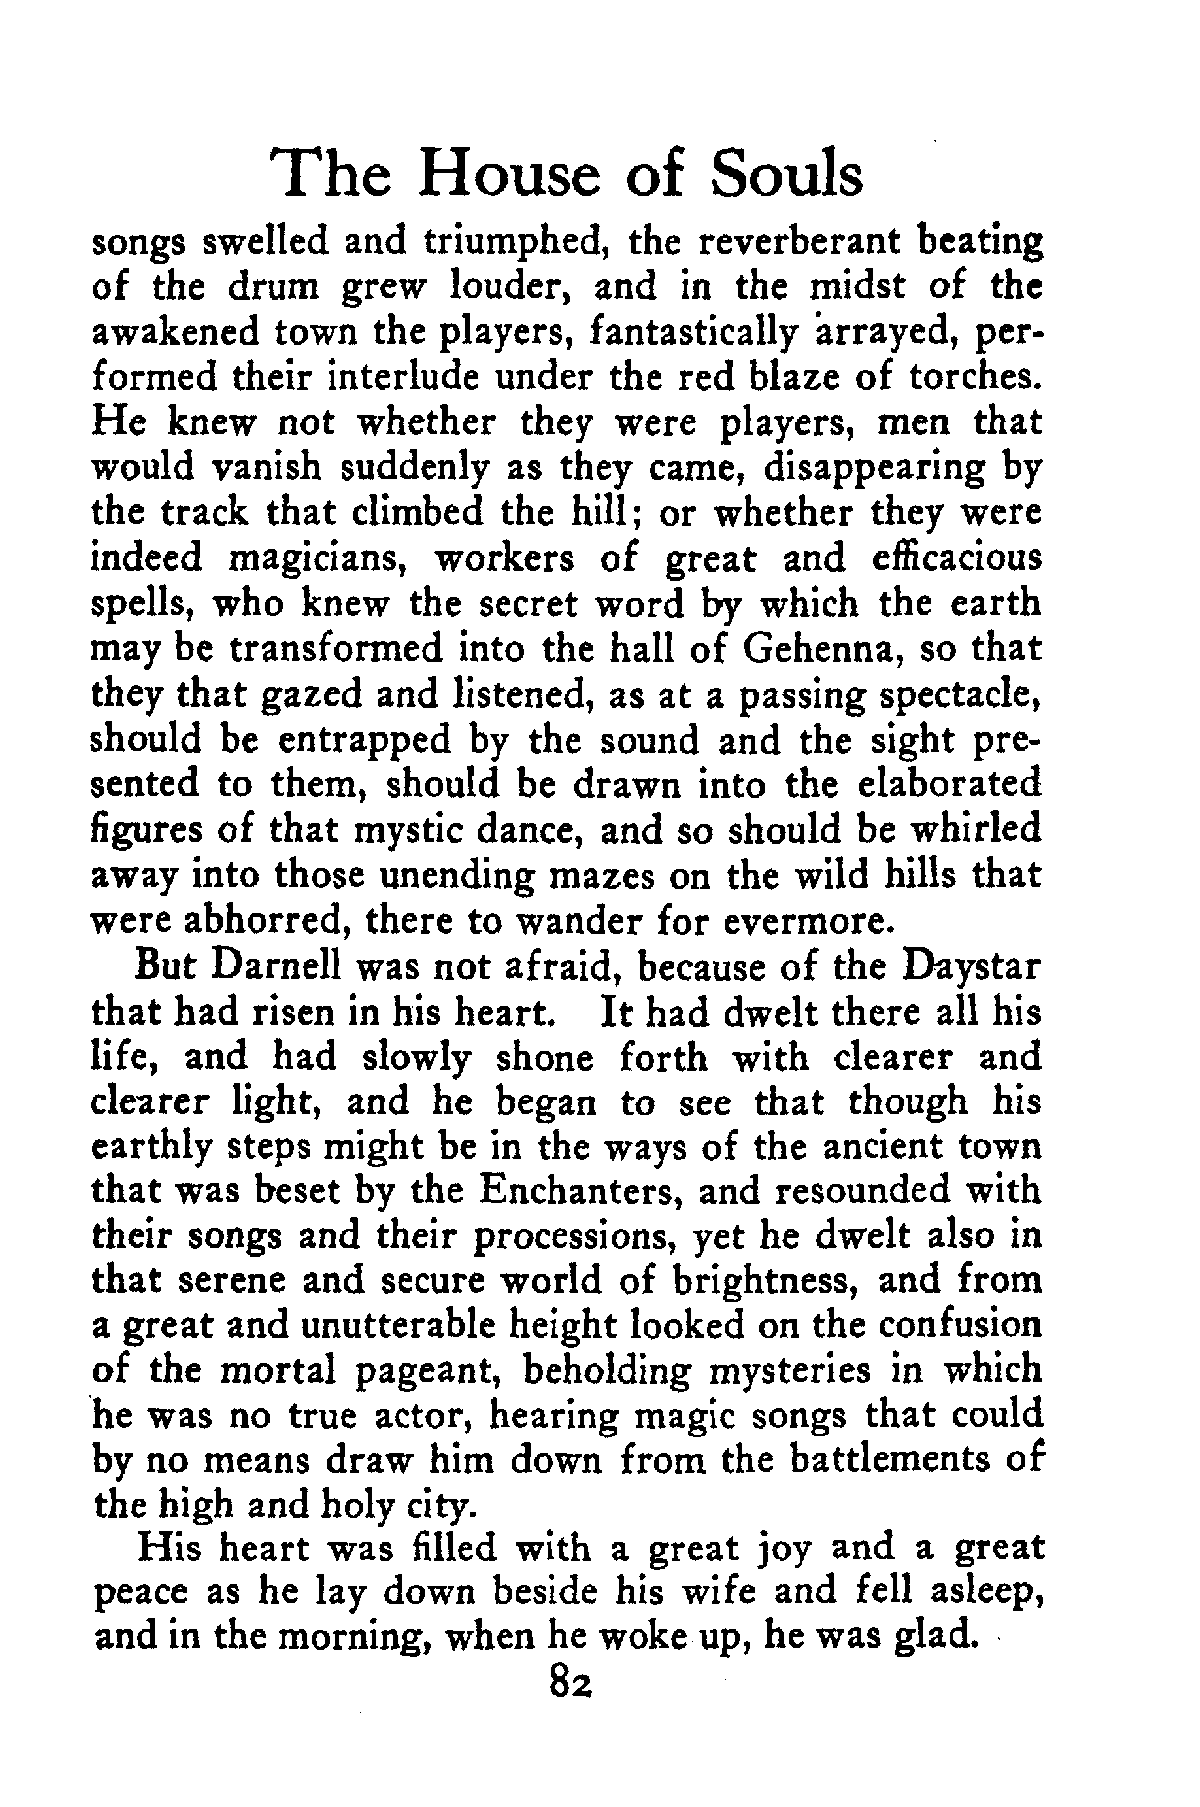 The House of Souls
songs swelled and triumphed, the reverberant beating
of the drum grew louder, and in the midst of the
awakened town the players, fantastically arrayed, per-
formed their interlude under the red blaze of torches.
He knew not whether they were players, men that
would vanish suddenly as they came, disappearing by
the track that climbed the hill; or whether they were
indeed magicians, workers of great and efficacious
spells, who knew the secret word by which the earth
may be transformed into the hall of Gehenna, so that
they that gazed and listened, as at a passing spectacle,
should be entrapped by the sound and the sight pre-
sented to them, should be drawn into the elaborated
figures of that mystic dance, and so should be whirled
away into those unending mazes on the wild hills that
were abhorred, there to wander for evermore.
But Darnell was not afraid, because of the Daystar
that had risen in his heart. It had dwelt there all his
life, and had slowly shone forth with clearer and
clearer light, and he began to see that though his
earthly steps might be in the ways of the ancient town
that was beset by the Enchanters, and resounded with
their songs and their processions, yet he dwelt also in
that serene and secure world of brightness, and from
a great and unutterable height looked on the confusion
of the mortal pageant, beholding mysteries in which
he was no true actor, hearing magic songs that could
by no means draw him down from the battlements of
the high and holy city.
His heart was filled with a great joy and a great
peace as he lay down beside his wife and fell asleep,
and in the morning, when he woke up, he was glad.
82